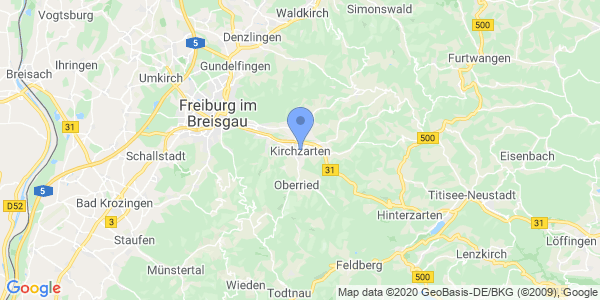 Vogtsburg
Waldkirch
Simonswald
500
Denzlingen
5
Breisach
Ihringen
Gundelfingen
Furtwangen
Umkirch
Freiburg im
Breisgau
31
500
Schallstadt
Kirchzarten
Eisenbach
31
Oberried
5
D52
Bad Krozingen
3
Titisee-Neustadt
Hinterzarten
31
Staufen
Löffingen
Lenzkirch
Münstertal
Feldberg
500
Wieden
Todtnau
Google
Map data ©2020 GeoBasis-DE/BKG (©2009), Google